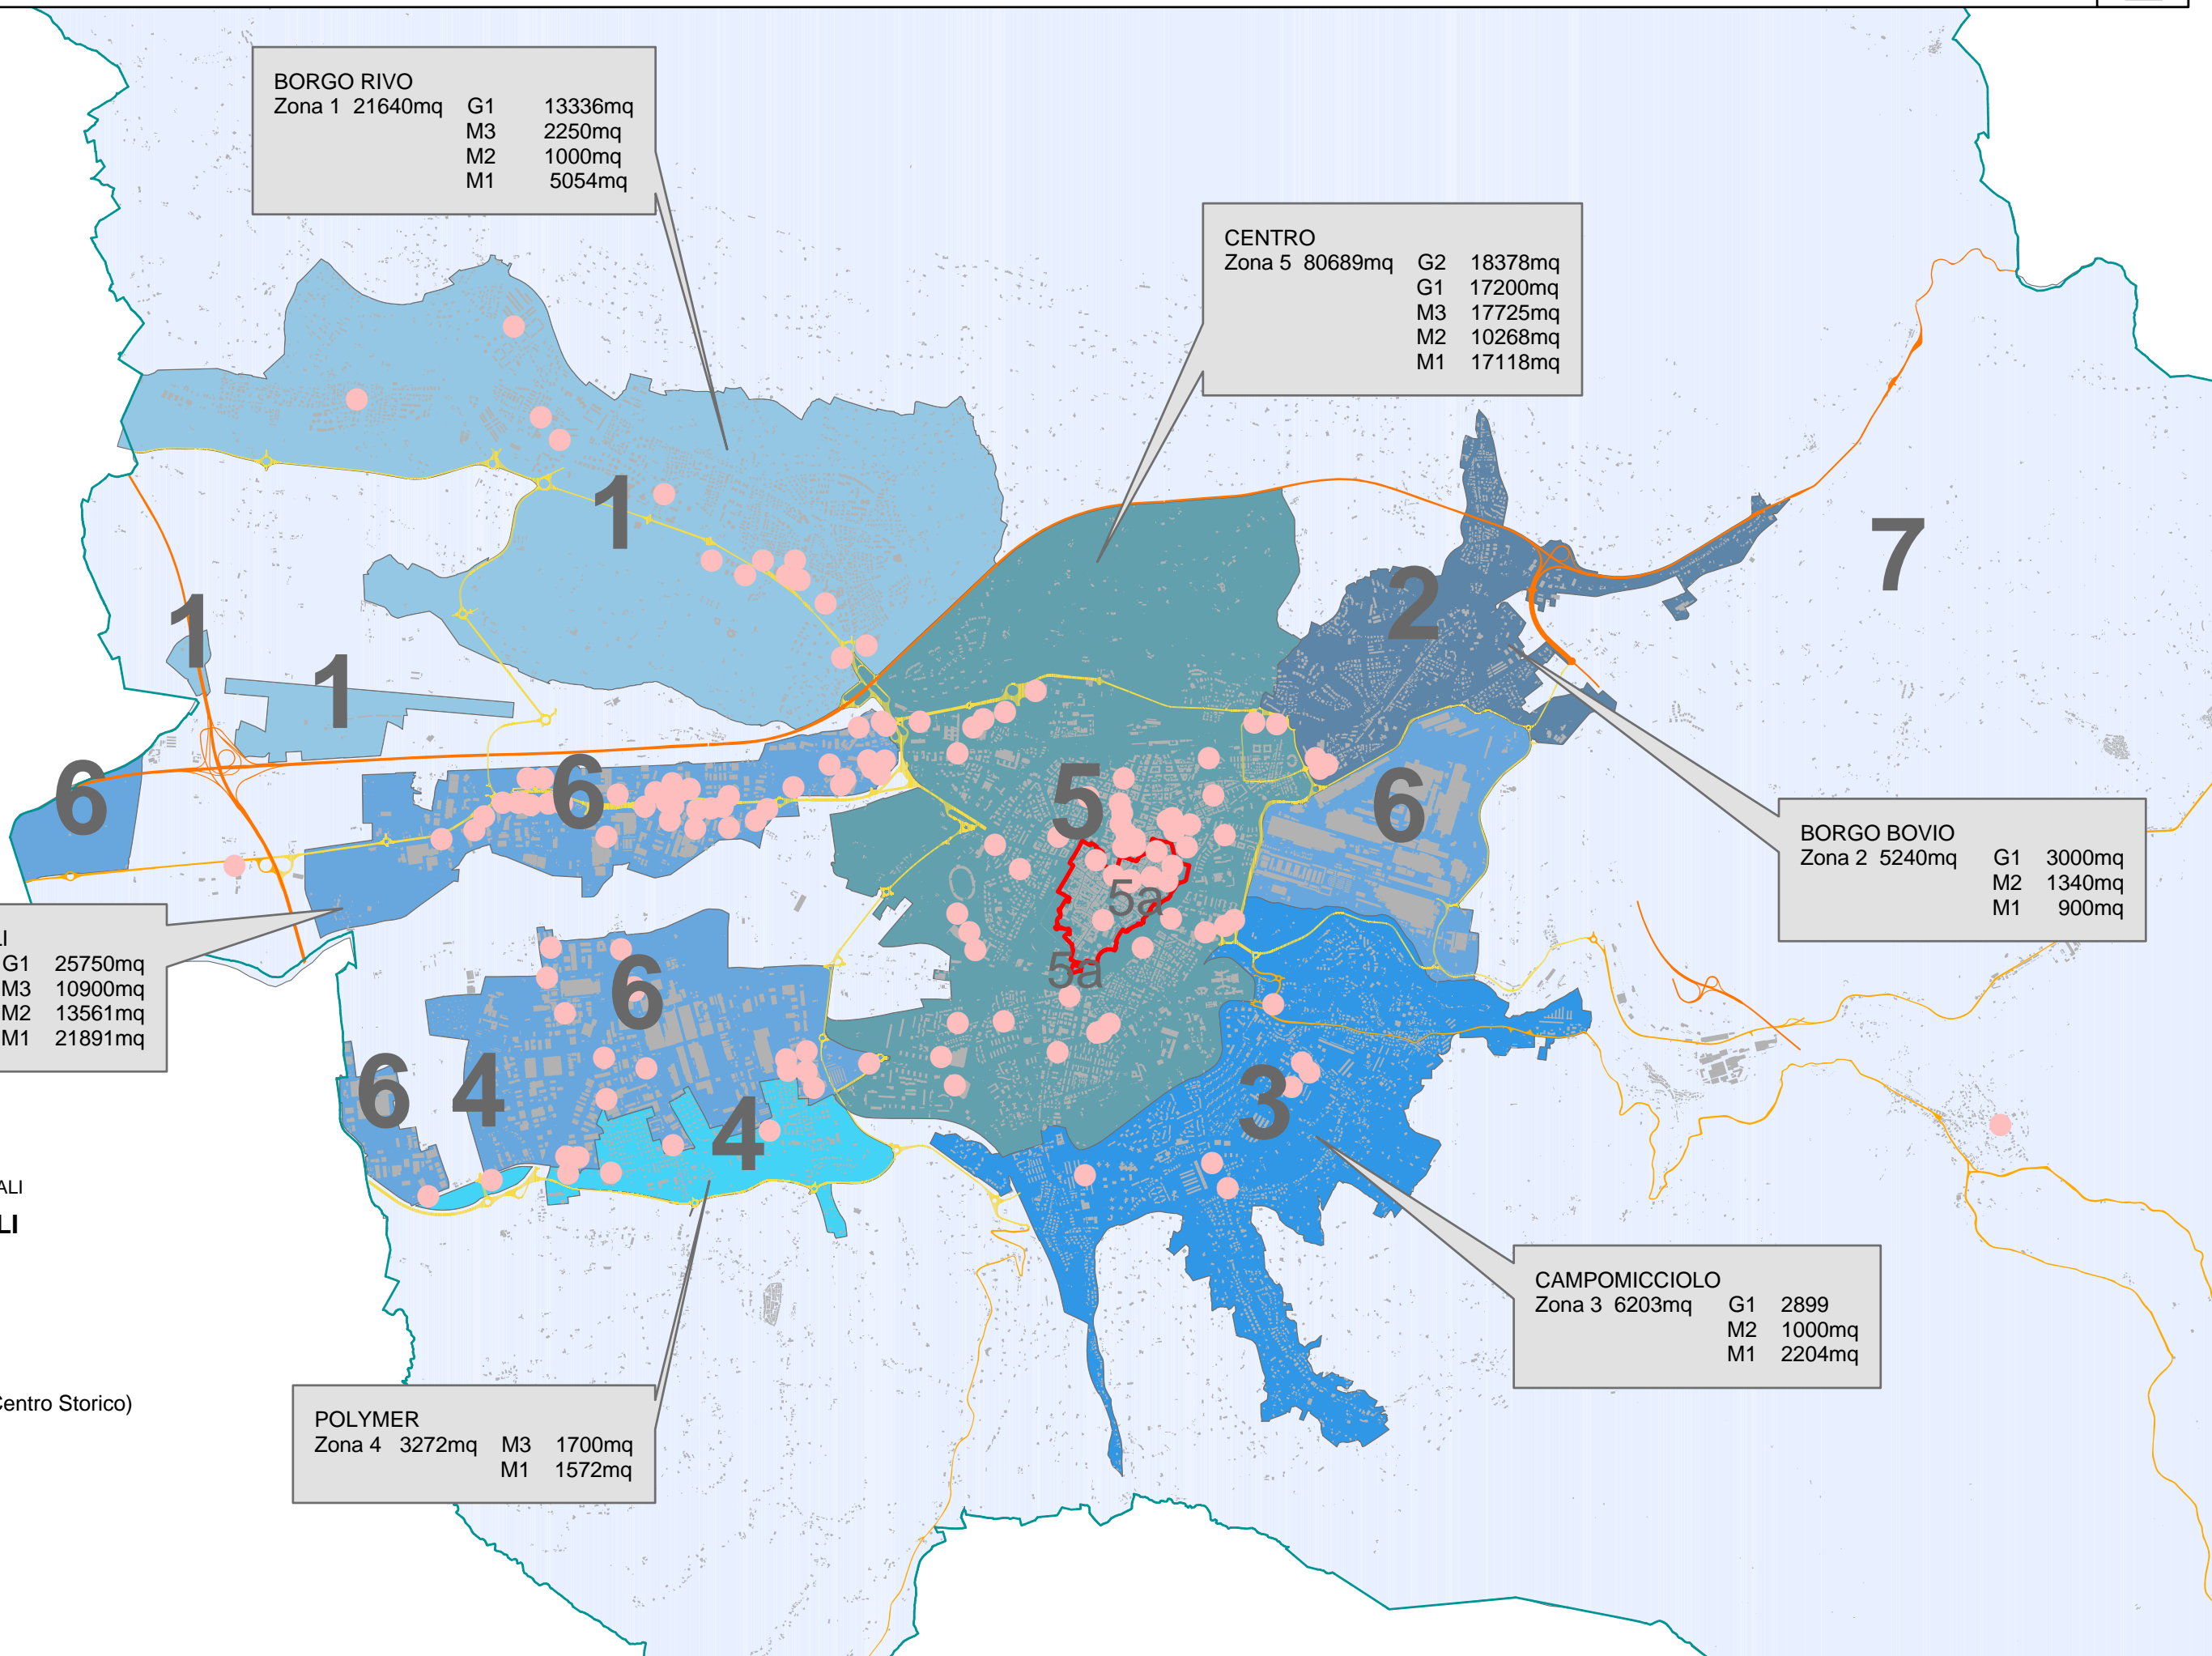 BORGO RIVO
Zona 1 21640mq G1 13336mq
M3 2250mq
M2 1000mq
M1 5054mq
CENTRO
Zona 5 80689mq G2 18378mq
G1 17200mq
M3 17725mq
M2 10268mq
M1 17118mq
1
7
2
1
1
6
6
5
6
BORGO BOVIO
Zona 2 5240mq G1 3000mq
M2 1340mq
M1 900mq
5a
LI
G1 25750mq
M3 10900mq
M2 13561mq
M1 21891mq
5a
6
6
4
4
3
ALI
LI
CAMPOMICCIOLO
Zona 3 6203mq G1 2899
M2 1000mq
M1 2204mq
Centro Storico)
POLYMER
Zona 4 3272mq M3 1700mq
M1 1572mq